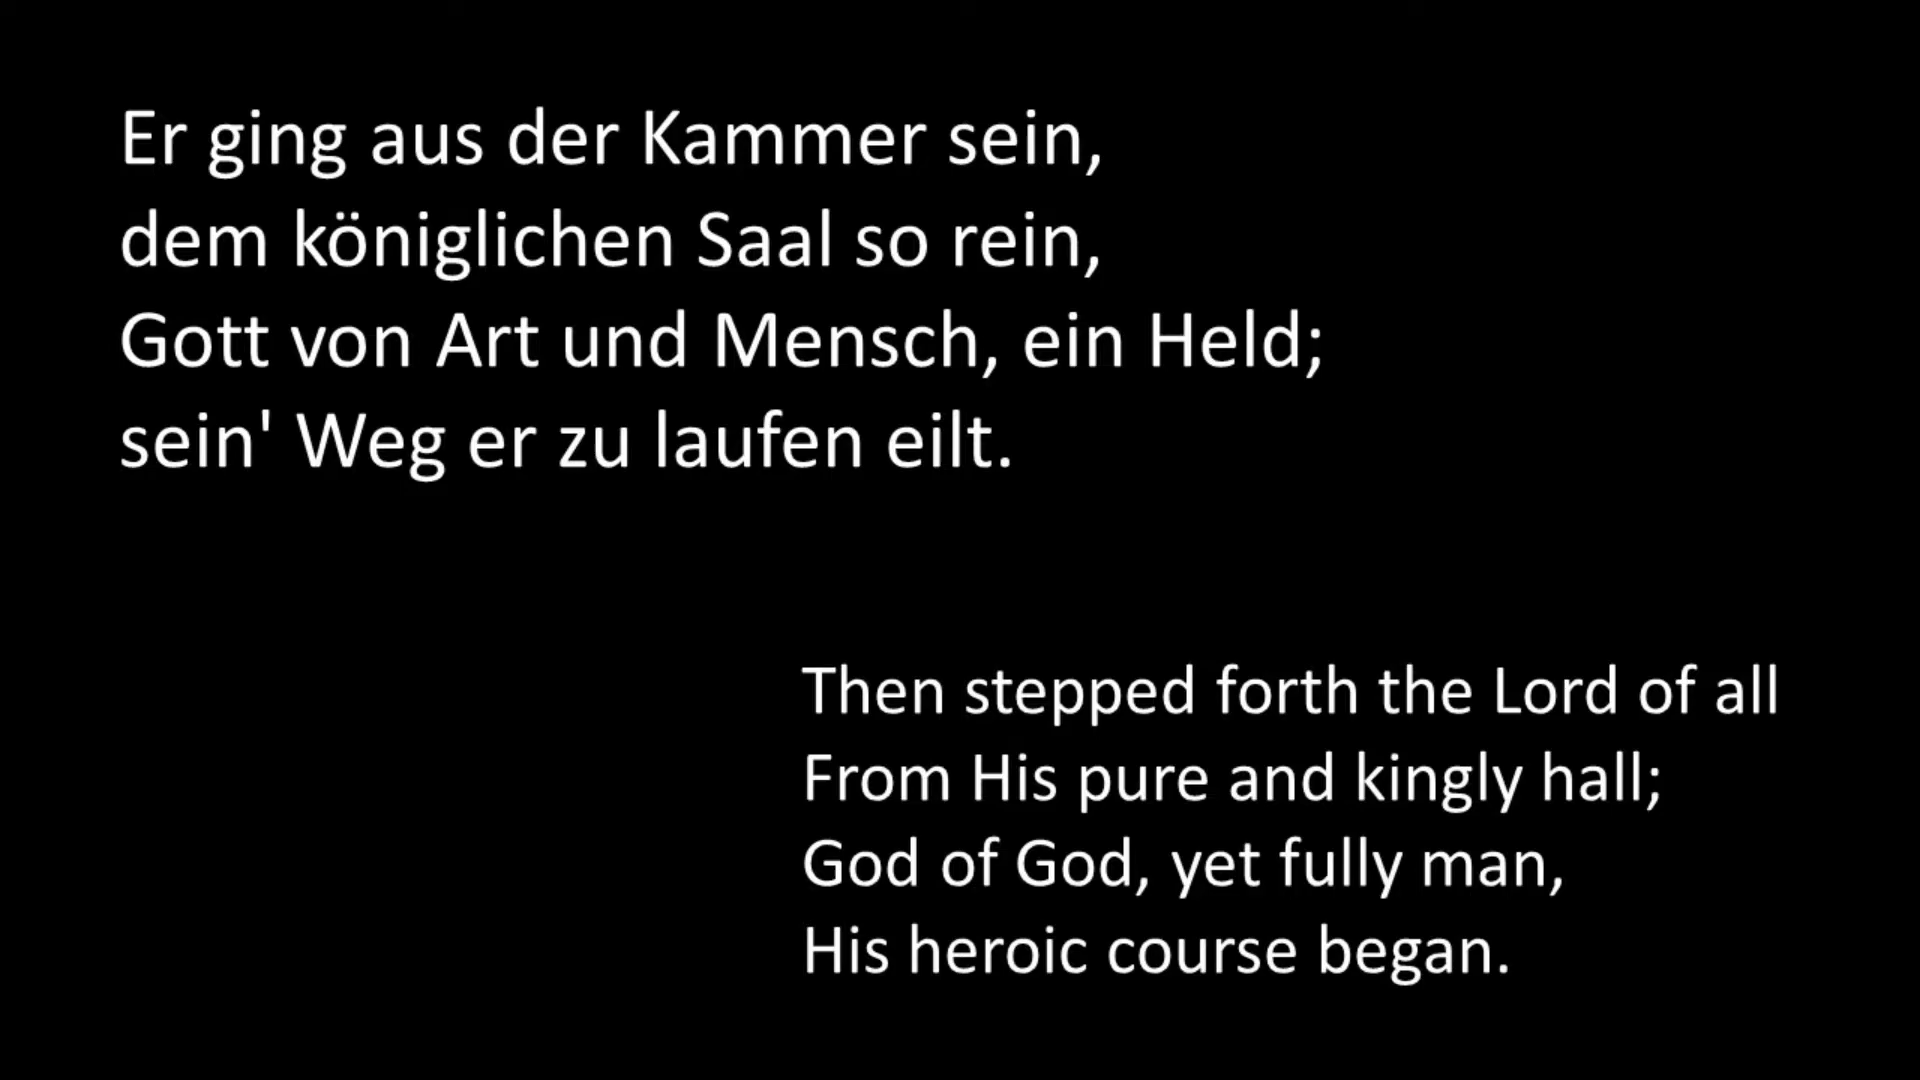 Er ging aus der Kammer sein,
dem königlichen Saal so rein,
Gott von Art und Mensch, ein Held;
sein' Weg er zu laufen eilt.
Then stepped forth the Lord of all
From His pure and kingly hall;
God of God, yet fully man,
His heroic course began.